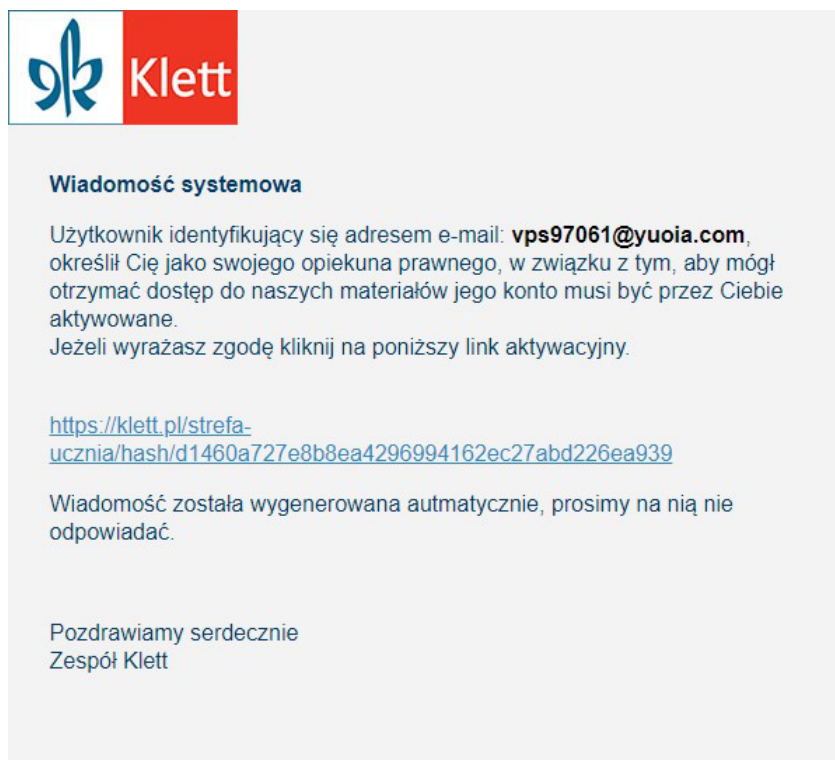 Klett
Wiadomość systemowa
Użytkownik identyfikujący się adresem e-mail: vps97061@yuoia.com,
określił Cię jako swojego opiekuna prawnego, w związku z tym, aby mógł
otrzymać dostęp do naszych materiałów jego konto musi być przez Ciebie
aktywowane.
Jeżeli wyrażasz zgodę kliknij na poniższy link aktywacyjny.
https://klett.pl/strefa-
ucznia/hash/d1460a727e8b8ea4296994162ec27abd226ea939
Wiadomość została wygenerowana autmatycznie, prosimy na nią nie
odpowiadać.
Pozdrawiamy serdecznie
Zespół Klett